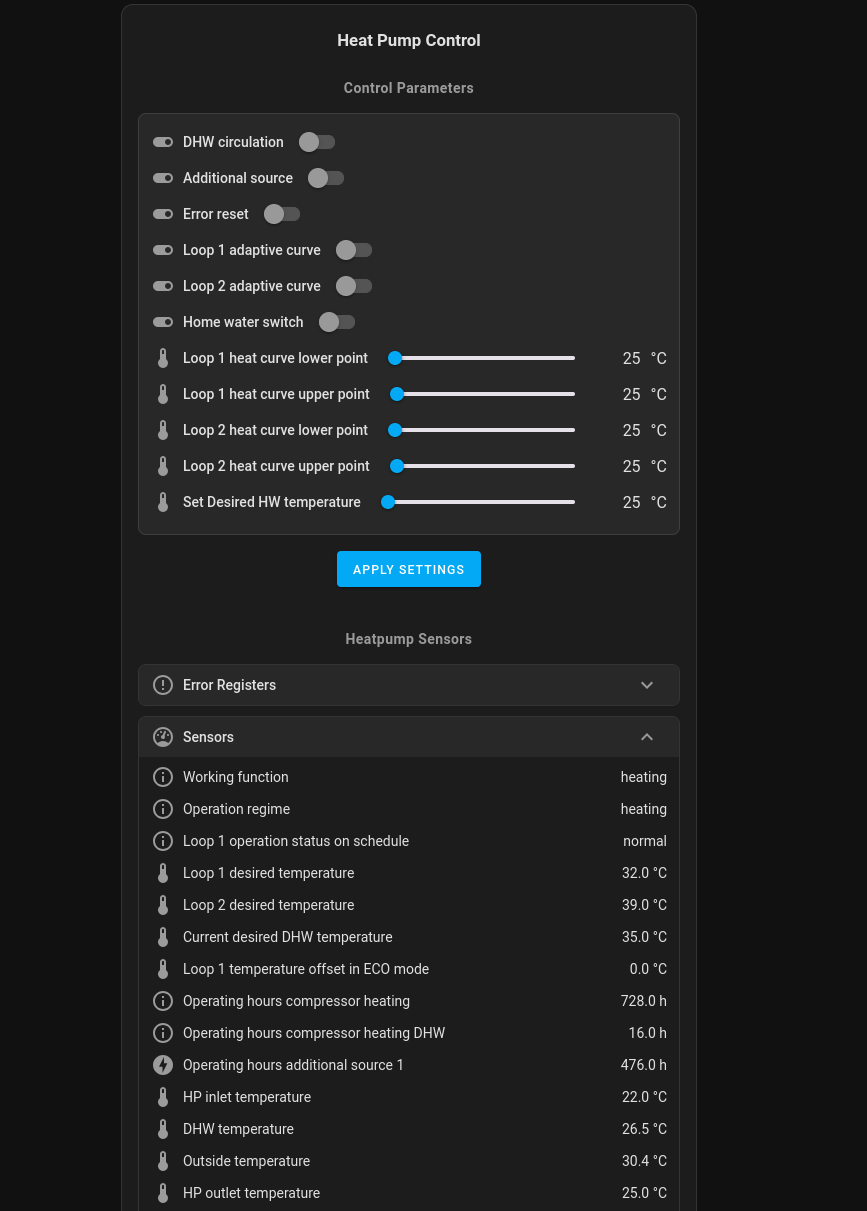 Heat Pump Control
Control Parameters
DHW circulation
Additional source
Error reset
Loop 1 adaptive curve
Loop 2 adaptive curve
Home water switch
Loop 1 heat curve lower point 25 °C
Loop 1 heat curve upper point 25 °C
Loop 2 heat curve lower point 25 °C
Loop 2 heat curve upper point 25 °C
Set Desired HW temperature 25 °C
APPLY SETTINGS
Heatpump Sensors
Error Registers
Sensors
Working function heating
Operation regime heating
Loop 1 operation status on schedule normal
Loop 1 desired temperature 32.0 °C
Loop 2 desired temperature 39.0 °C
Current desired DHW temperature 35.0 °C
Loop 1 temperature offset in ECO mode 0.0 °C
Operating hours compressor heating 728.0 h
Operating hours compressor heating DHW 16.0 h
Operating hours additional source 1 476.0 h
HP inlet temperature 22.0 °C
DHW temperature 26.5 °C
Outside temperature 30.4 °C
HP outlet temperature 25.0 °C